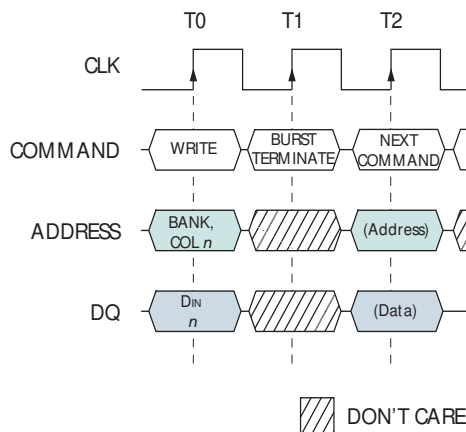 T0 T1 T2
CLK
COMMAND WRITE BURST TERMINATE NEXT COMMAND
ADDRESS BANK, COL n (Address)
DQ DIN n (Data)
DON'T CARE